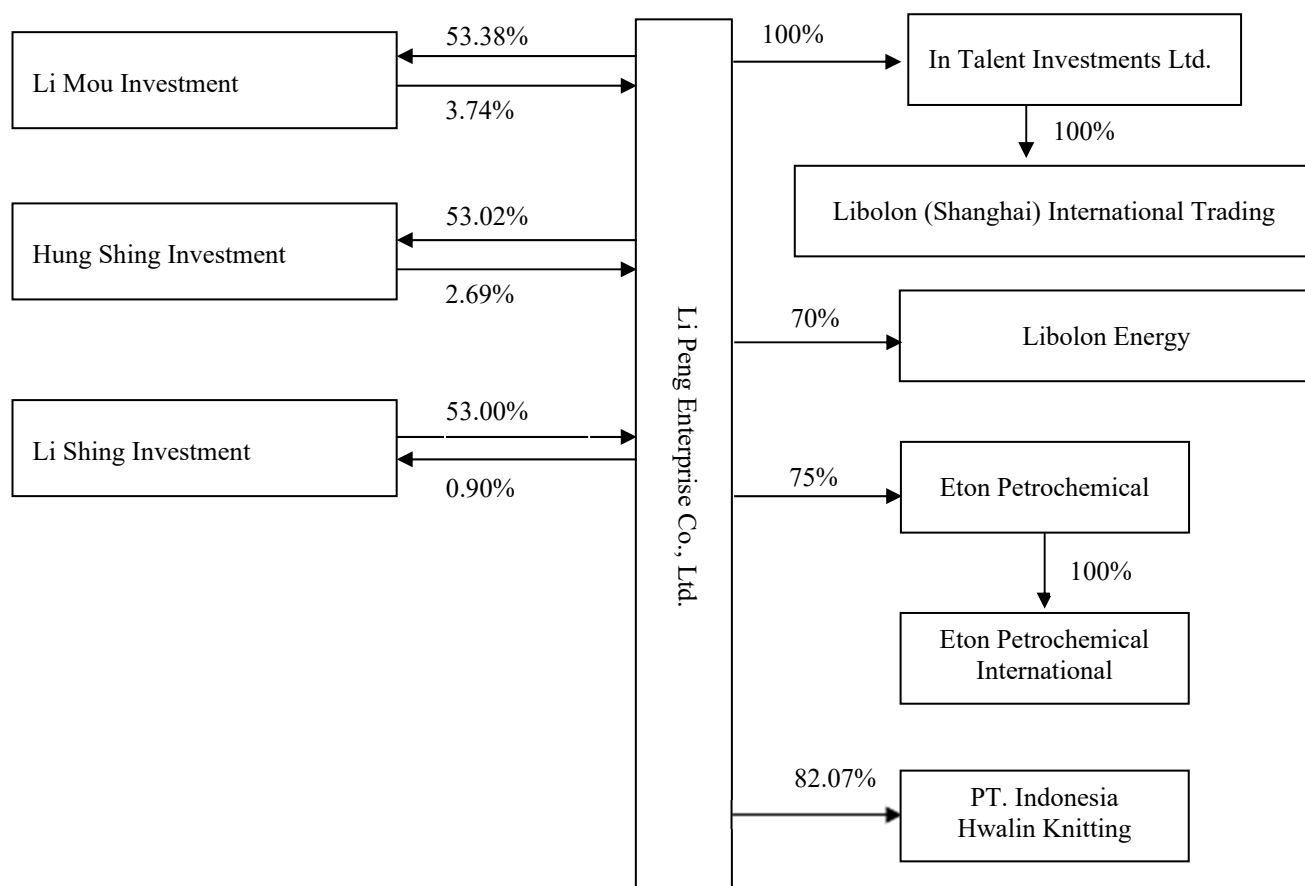 53.38%
Li Mou Investment
3.74%
53.02%
Hung Shing Investment
2.69%
53.00%
Li Shing Investment
0.90%
Li Peng Enterprise Co., Ltd.
100%
In Talent Investments Ltd.
100%
Libolon (Shanghai) International Trading
70%
Libolon Energy
75%
Eton Petrochemical
100%
Eton Petrochemical
International
82.07%
PT. Indonesia
Hwalin Knitting